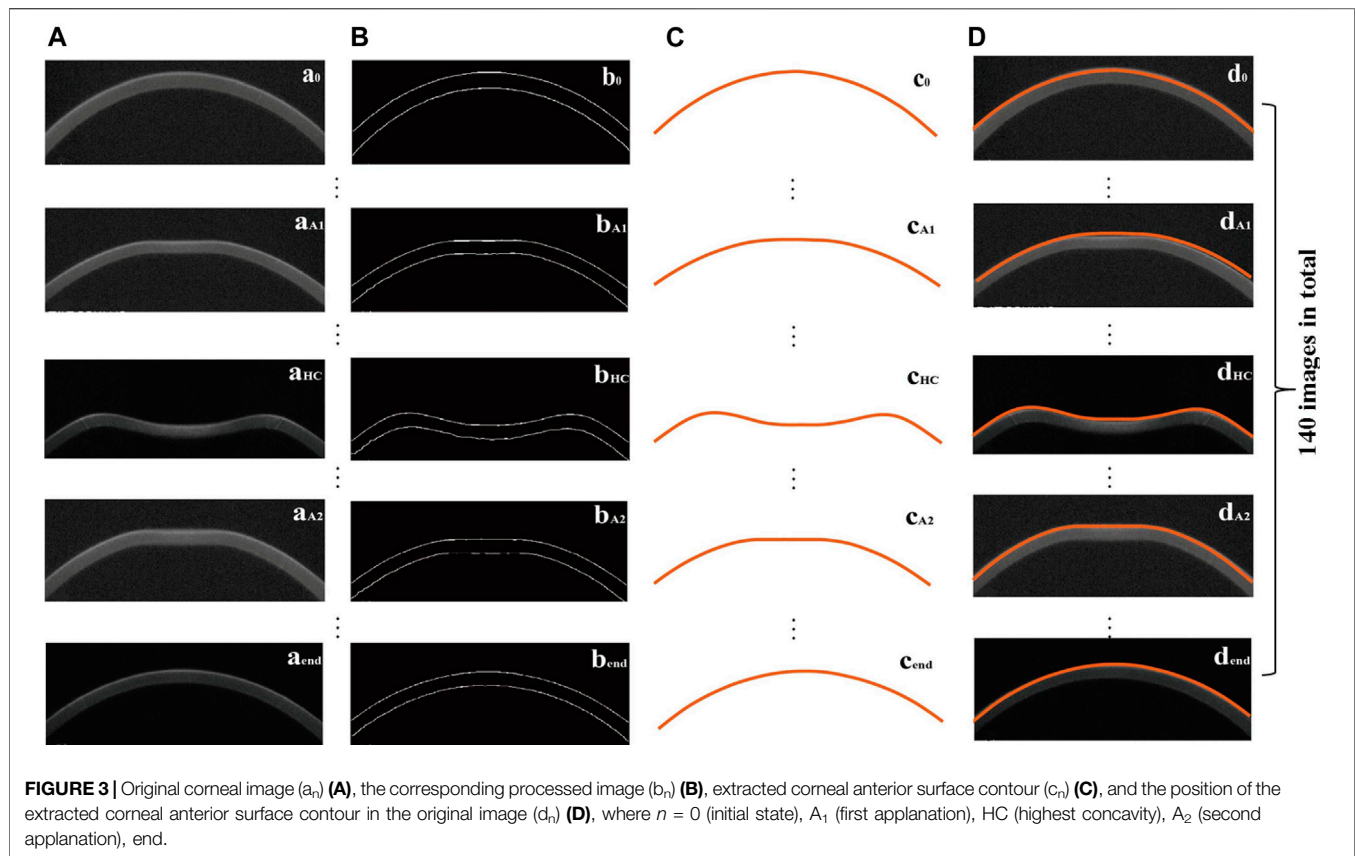 A B C D
a0 b0 c0 d0
⋮ ⋮ ⋮
aA1 bA1 cA1 dA1
⋮ ⋮ ⋮
aHC bHC cHC dHC
⋮ ⋮ ⋮
aA2 bA2 cA2 dA2
⋮ ⋮ ⋮
aend bend cend dend
140 images in total
FIGURE 3 | Original corneal image (an) (A), the corresponding processed image (bn) (B), extracted corneal anterior surface contour (cn) (C), and the position of the
extracted corneal anterior surface contour in the original image (dn) (D), where n = 0 (initial state), A1 (first applanation), HC (highest concavity), A2 (second
applanation), end.